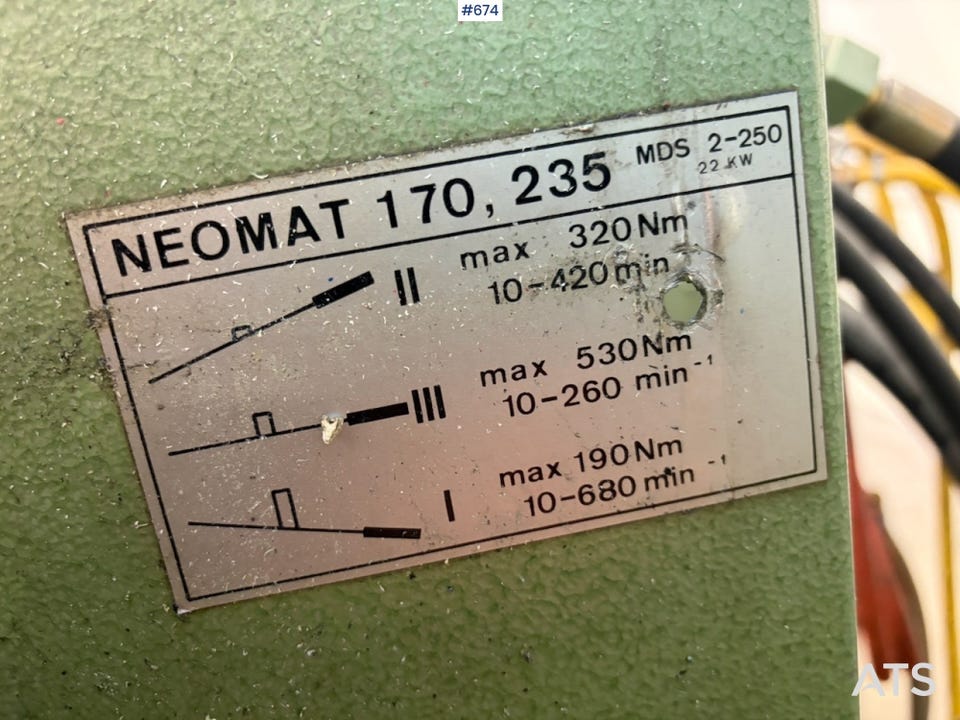 #674
NEOMAT 170, 235 MDS 2-250
22 KW
II max 320 Nm
10-420 min
III max 530 Nm
10-260 min -1
I max 190 Nm
10-680 min -1
ATS